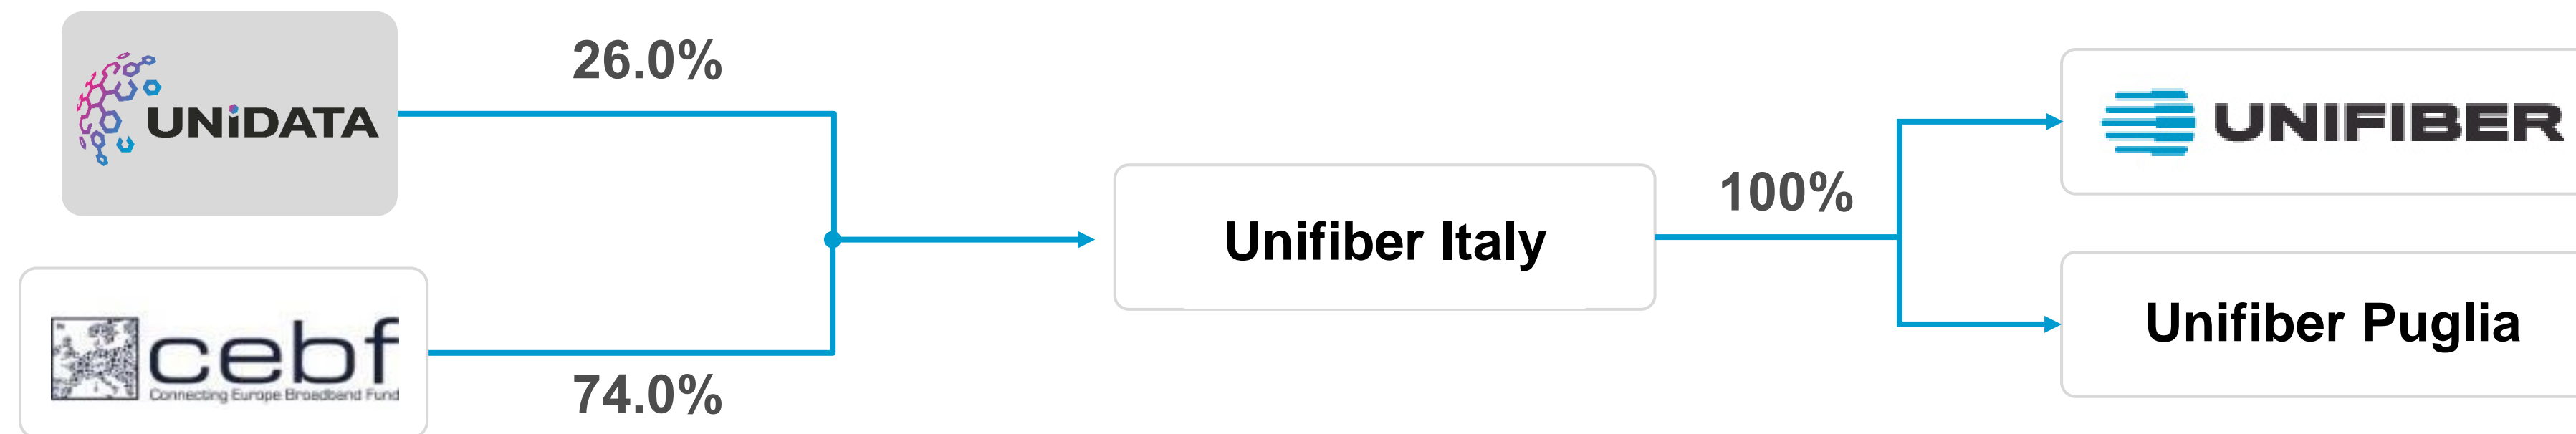 UNiDATA
26.0%
cebf
Connecting Europe Broadband Fund
74.0%
Unifiber Italy
100%
UNIFIBER
Unifiber Puglia